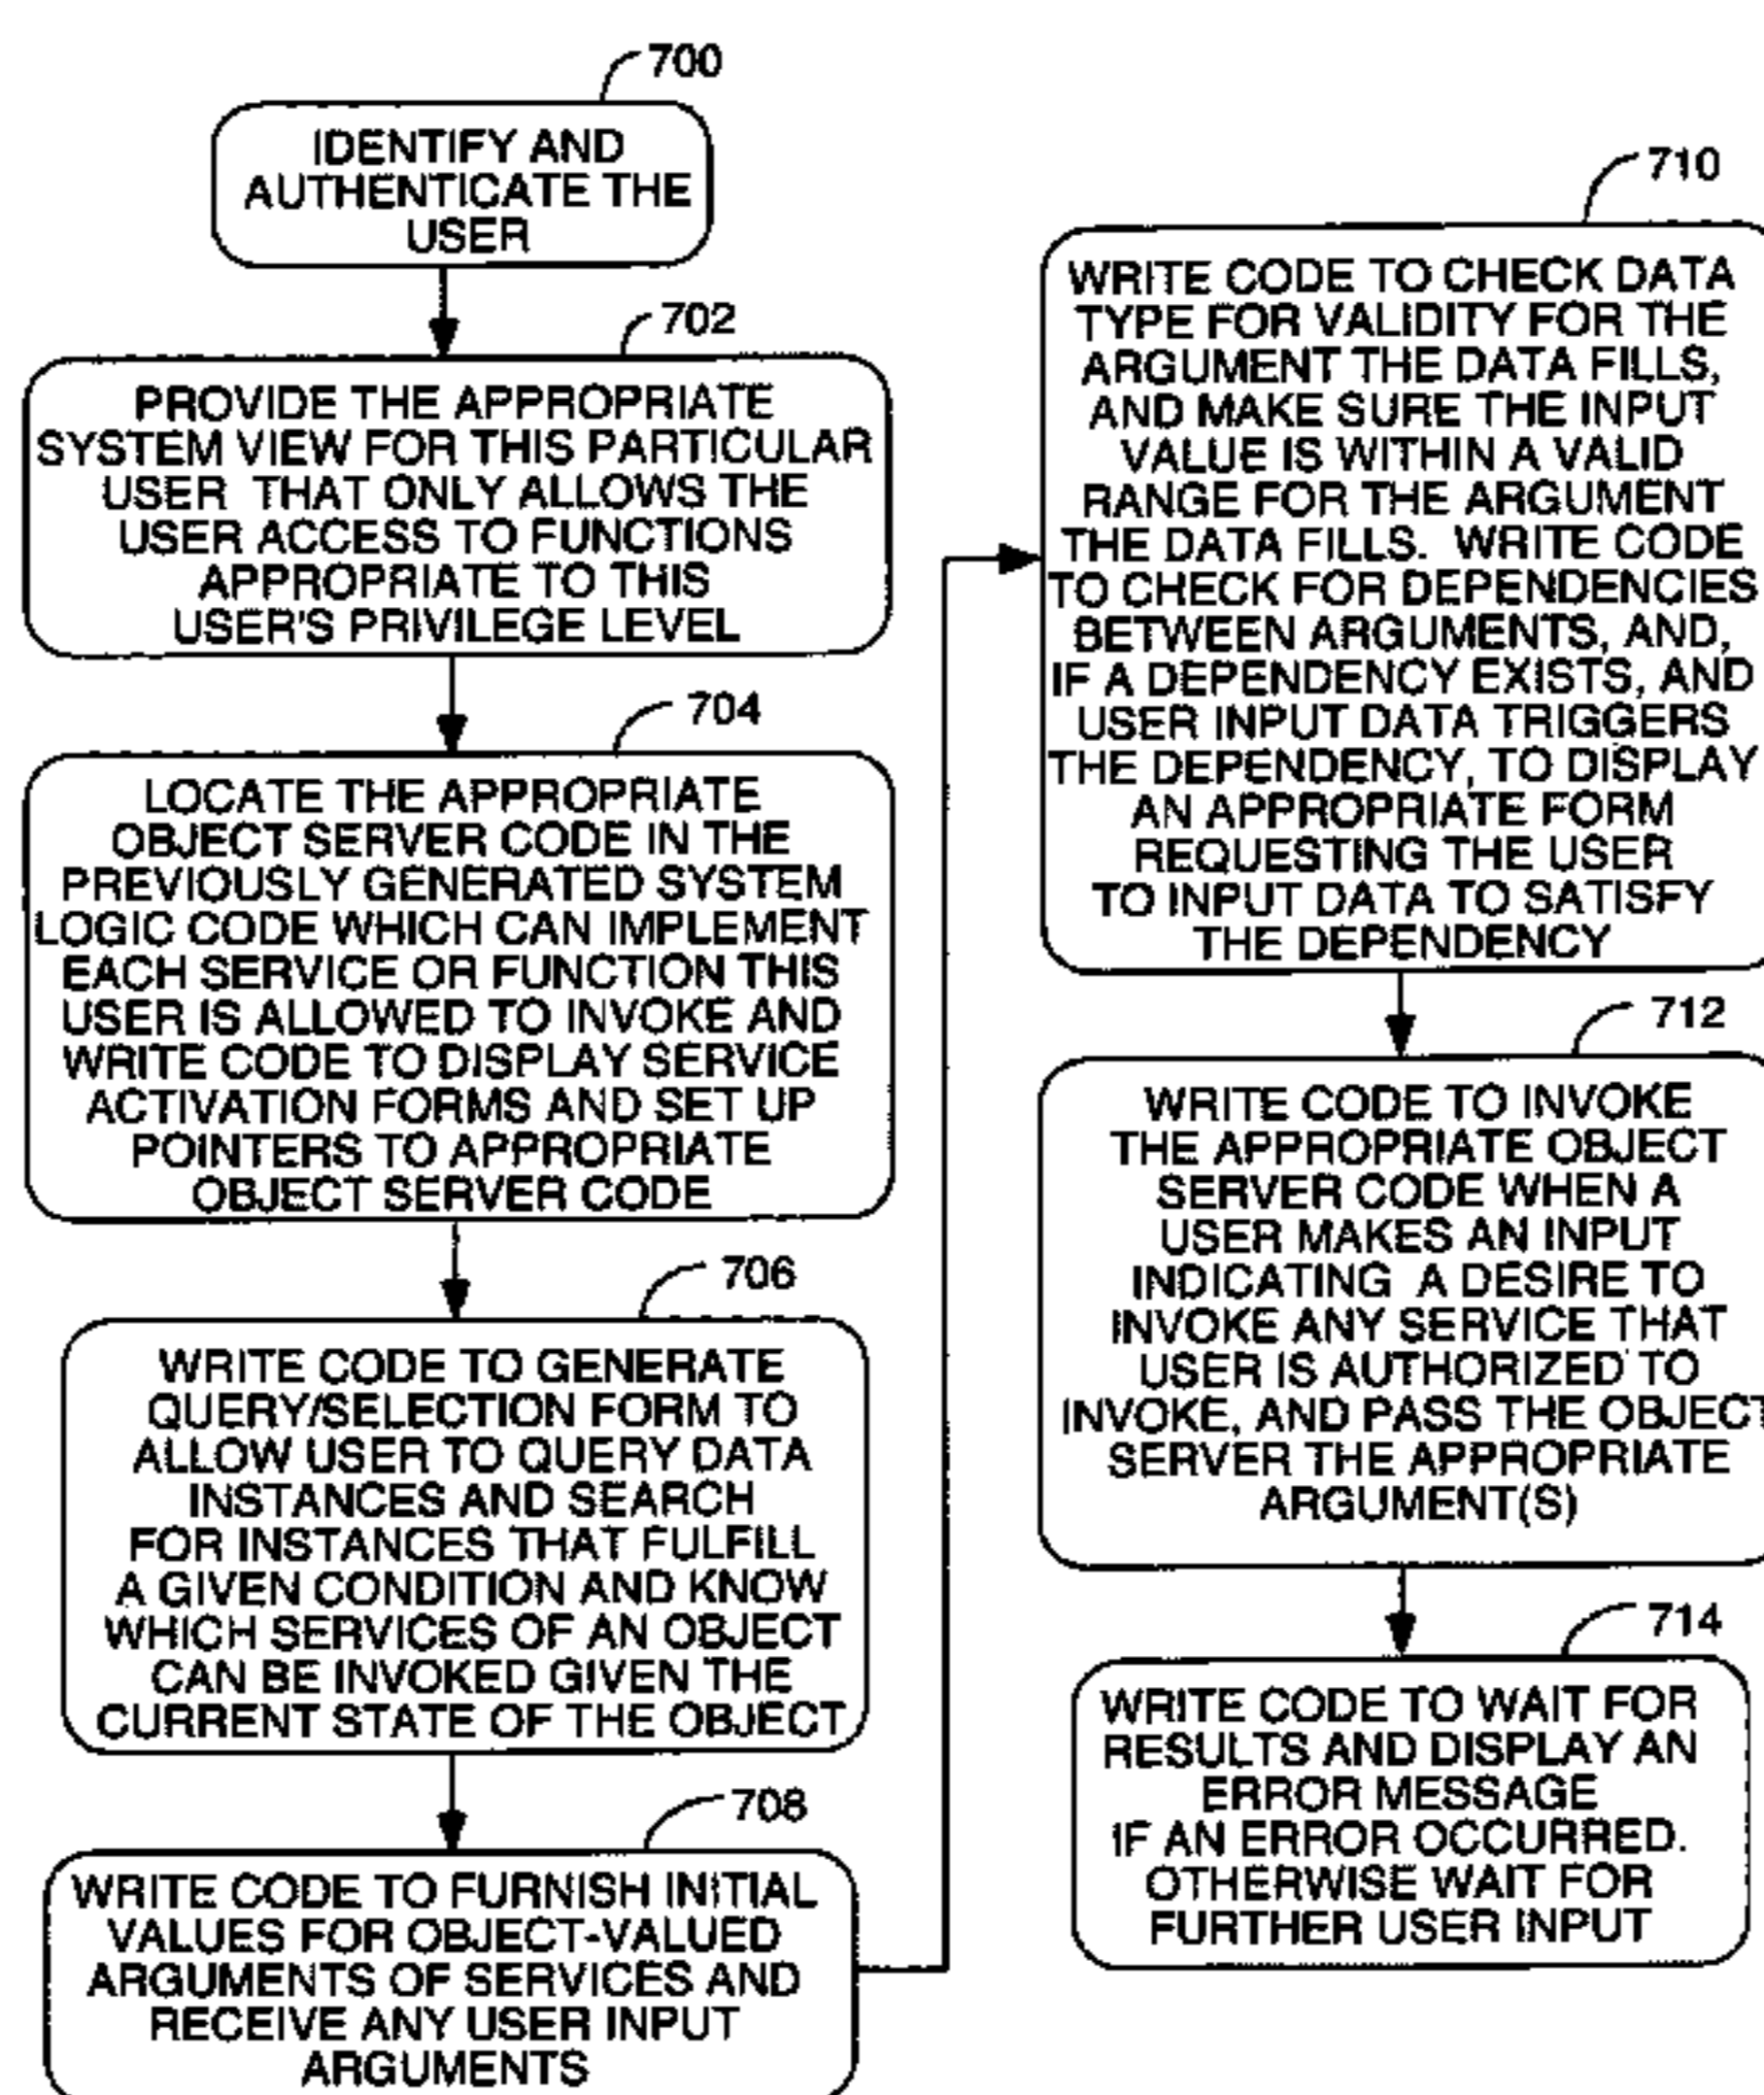 700
IDENTIFY AND
AUTHENTICATE THE
USER
702
PROVIDE THE APPROPRIATE
SYSTEM VIEW FOR THIS PARTICULAR
USER THAT ONLY ALLOWS THE
USER ACCESS TO FUNCTIONS
APPROPRIATE TO THIS
USER'S PRIVILEGE LEVEL
704
LOCATE THE APPROPRIATE
OBJECT SERVER CODE IN THE
PREVIOUSLY GENERATED SYSTEM
LOGIC CODE WHICH CAN IMPLEMENT
EACH SERVICE OR FUNCTION THIS
USER IS ALLOWED TO INVOKE AND
WRITE CODE TO DISPLAY SERVICE
ACTIVATION FORMS AND SET UP
POINTERS TO APPROPRIATE
OBJECT SERVER CODE
706
WRITE CODE TO GENERATE
QUERY/SELECTION FORM TO
ALLOW USER TO QUERY DATA
INSTANCES AND SEARCH
FOR INSTANCES THAT FULFILL
A GIVEN CONDITION AND KNOW
WHICH SERVICES OF AN OBJECT
CAN BE INVOKED GIVEN THE
CURRENT STATE OF THE OBJECT
708
WRITE CODE TO FURNISH INITIAL
VALUES FOR OBJECT-VALUED
ARGUMENTS OF SERVICES AND
RECEIVE ANY USER INPUT
ARGUMENTS
710
WRITE CODE TO CHECK DATA
TYPE FOR VALIDITY FOR THE
ARGUMENT THE DATA FILLS,
AND MAKE SURE THE INPUT
VALUE IS WITHIN A VALID
RANGE FOR THE ARGUMENT
THE DATA FILLS. WRITE CODE
TO CHECK FOR DEPENDENCIES
BETWEEN ARGUMENTS, AND,
IF A DEPENDENCY EXISTS, AND
USER INPUT DATA TRIGGERS
THE DEPENDENCY, TO DISPLAY
AN APPROPRIATE FORM
REQUESTING THE USER
TO INPUT DATA TO SATISFY
THE DEPENDENCY
712
WRITE CODE TO INVOKE
THE APPROPRIATE OBJECT
SERVER CODE WHEN A
USER MAKES AN INPUT
INDICATING A DESIRE TO
INVOKE ANY SERVICE THAT
USER IS AUTHORIZED TO
INVOKE, AND PASS THE OBJECT
SERVER THE APPROPRIATE
ARGUMENT(S)
714
WRITE CODE TO WAIT FOR
RESULTS AND DISPLAY AN
ERROR MESSAGE
IF AN ERROR OCCURRED.
OTHERWISE WAIT FOR
FURTHER USER INPUT